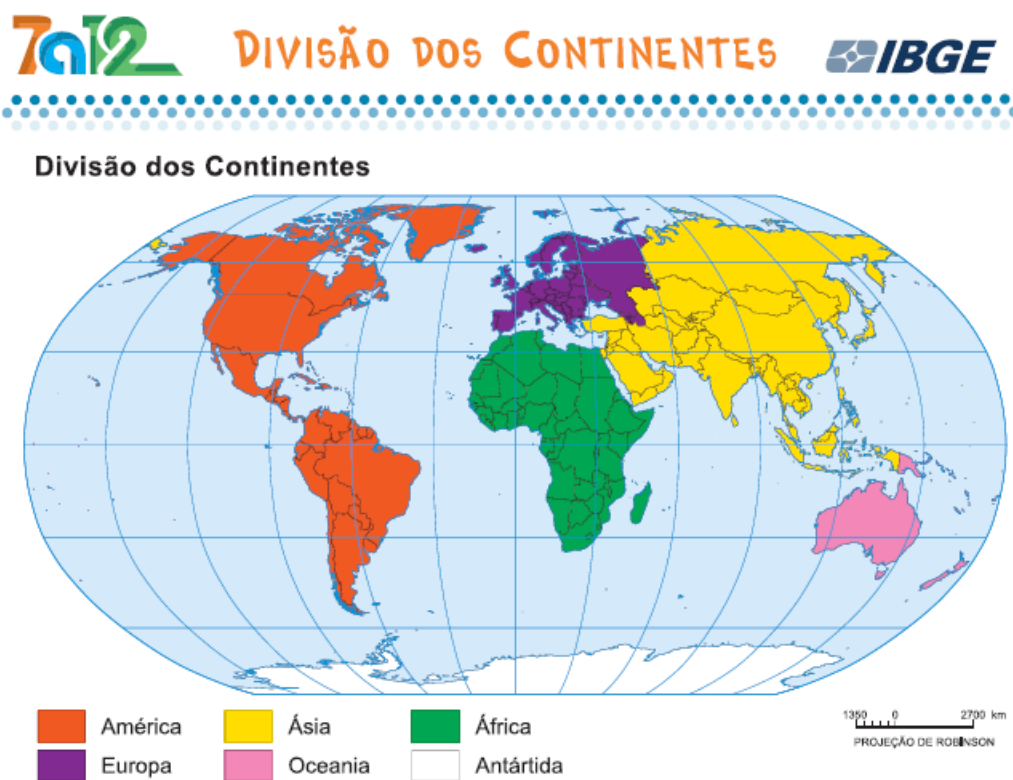 7a12
DIVISÃO DOS CONTINENTES
IBGE
Divisão dos Continentes
América
Ásia
África
Europa
Oceania
Antártida
1350 0 2700 km
PROJEÇÃO DE ROBINSON